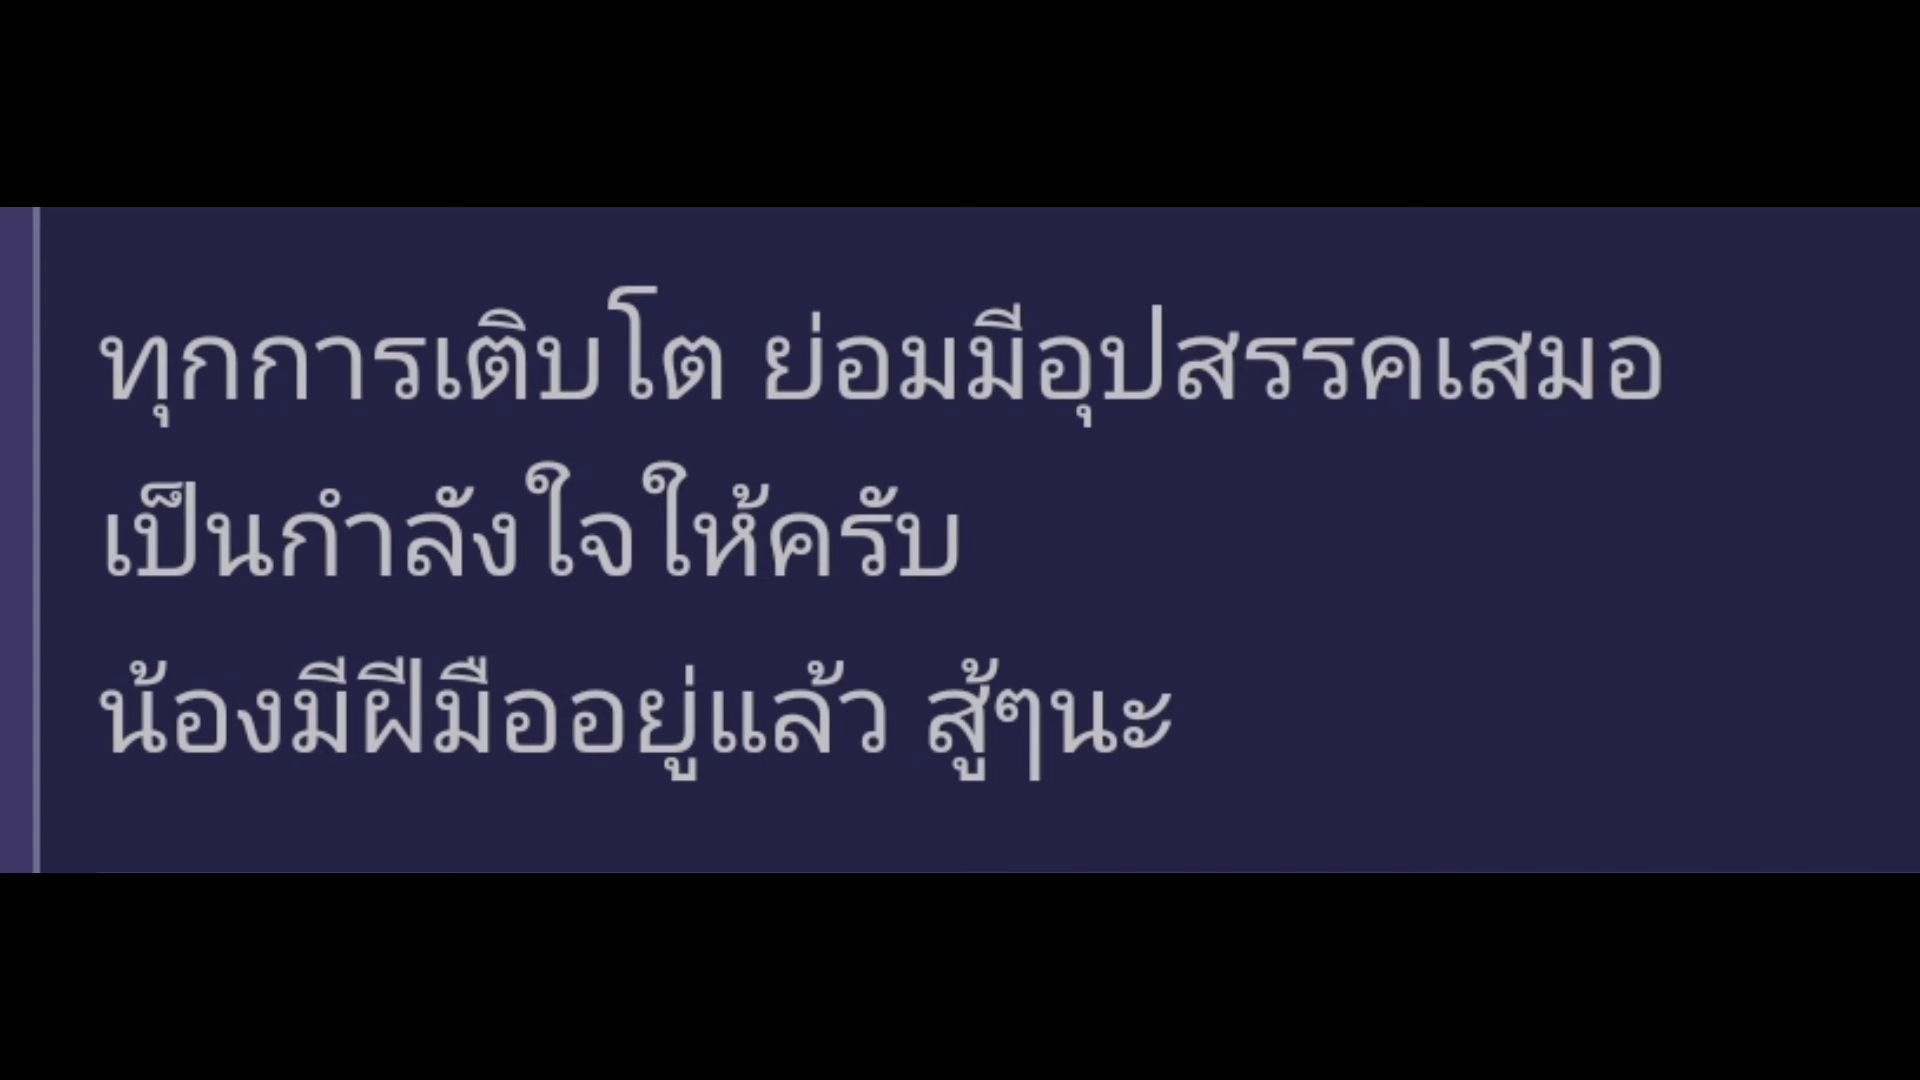 ทุกการเติบโต ย่อมมีอุปสรรคเสมอ
เป็นกำลังใจให้ครับ
น้องมีฝีมืออยู่แล้ว สู้ๆนะ